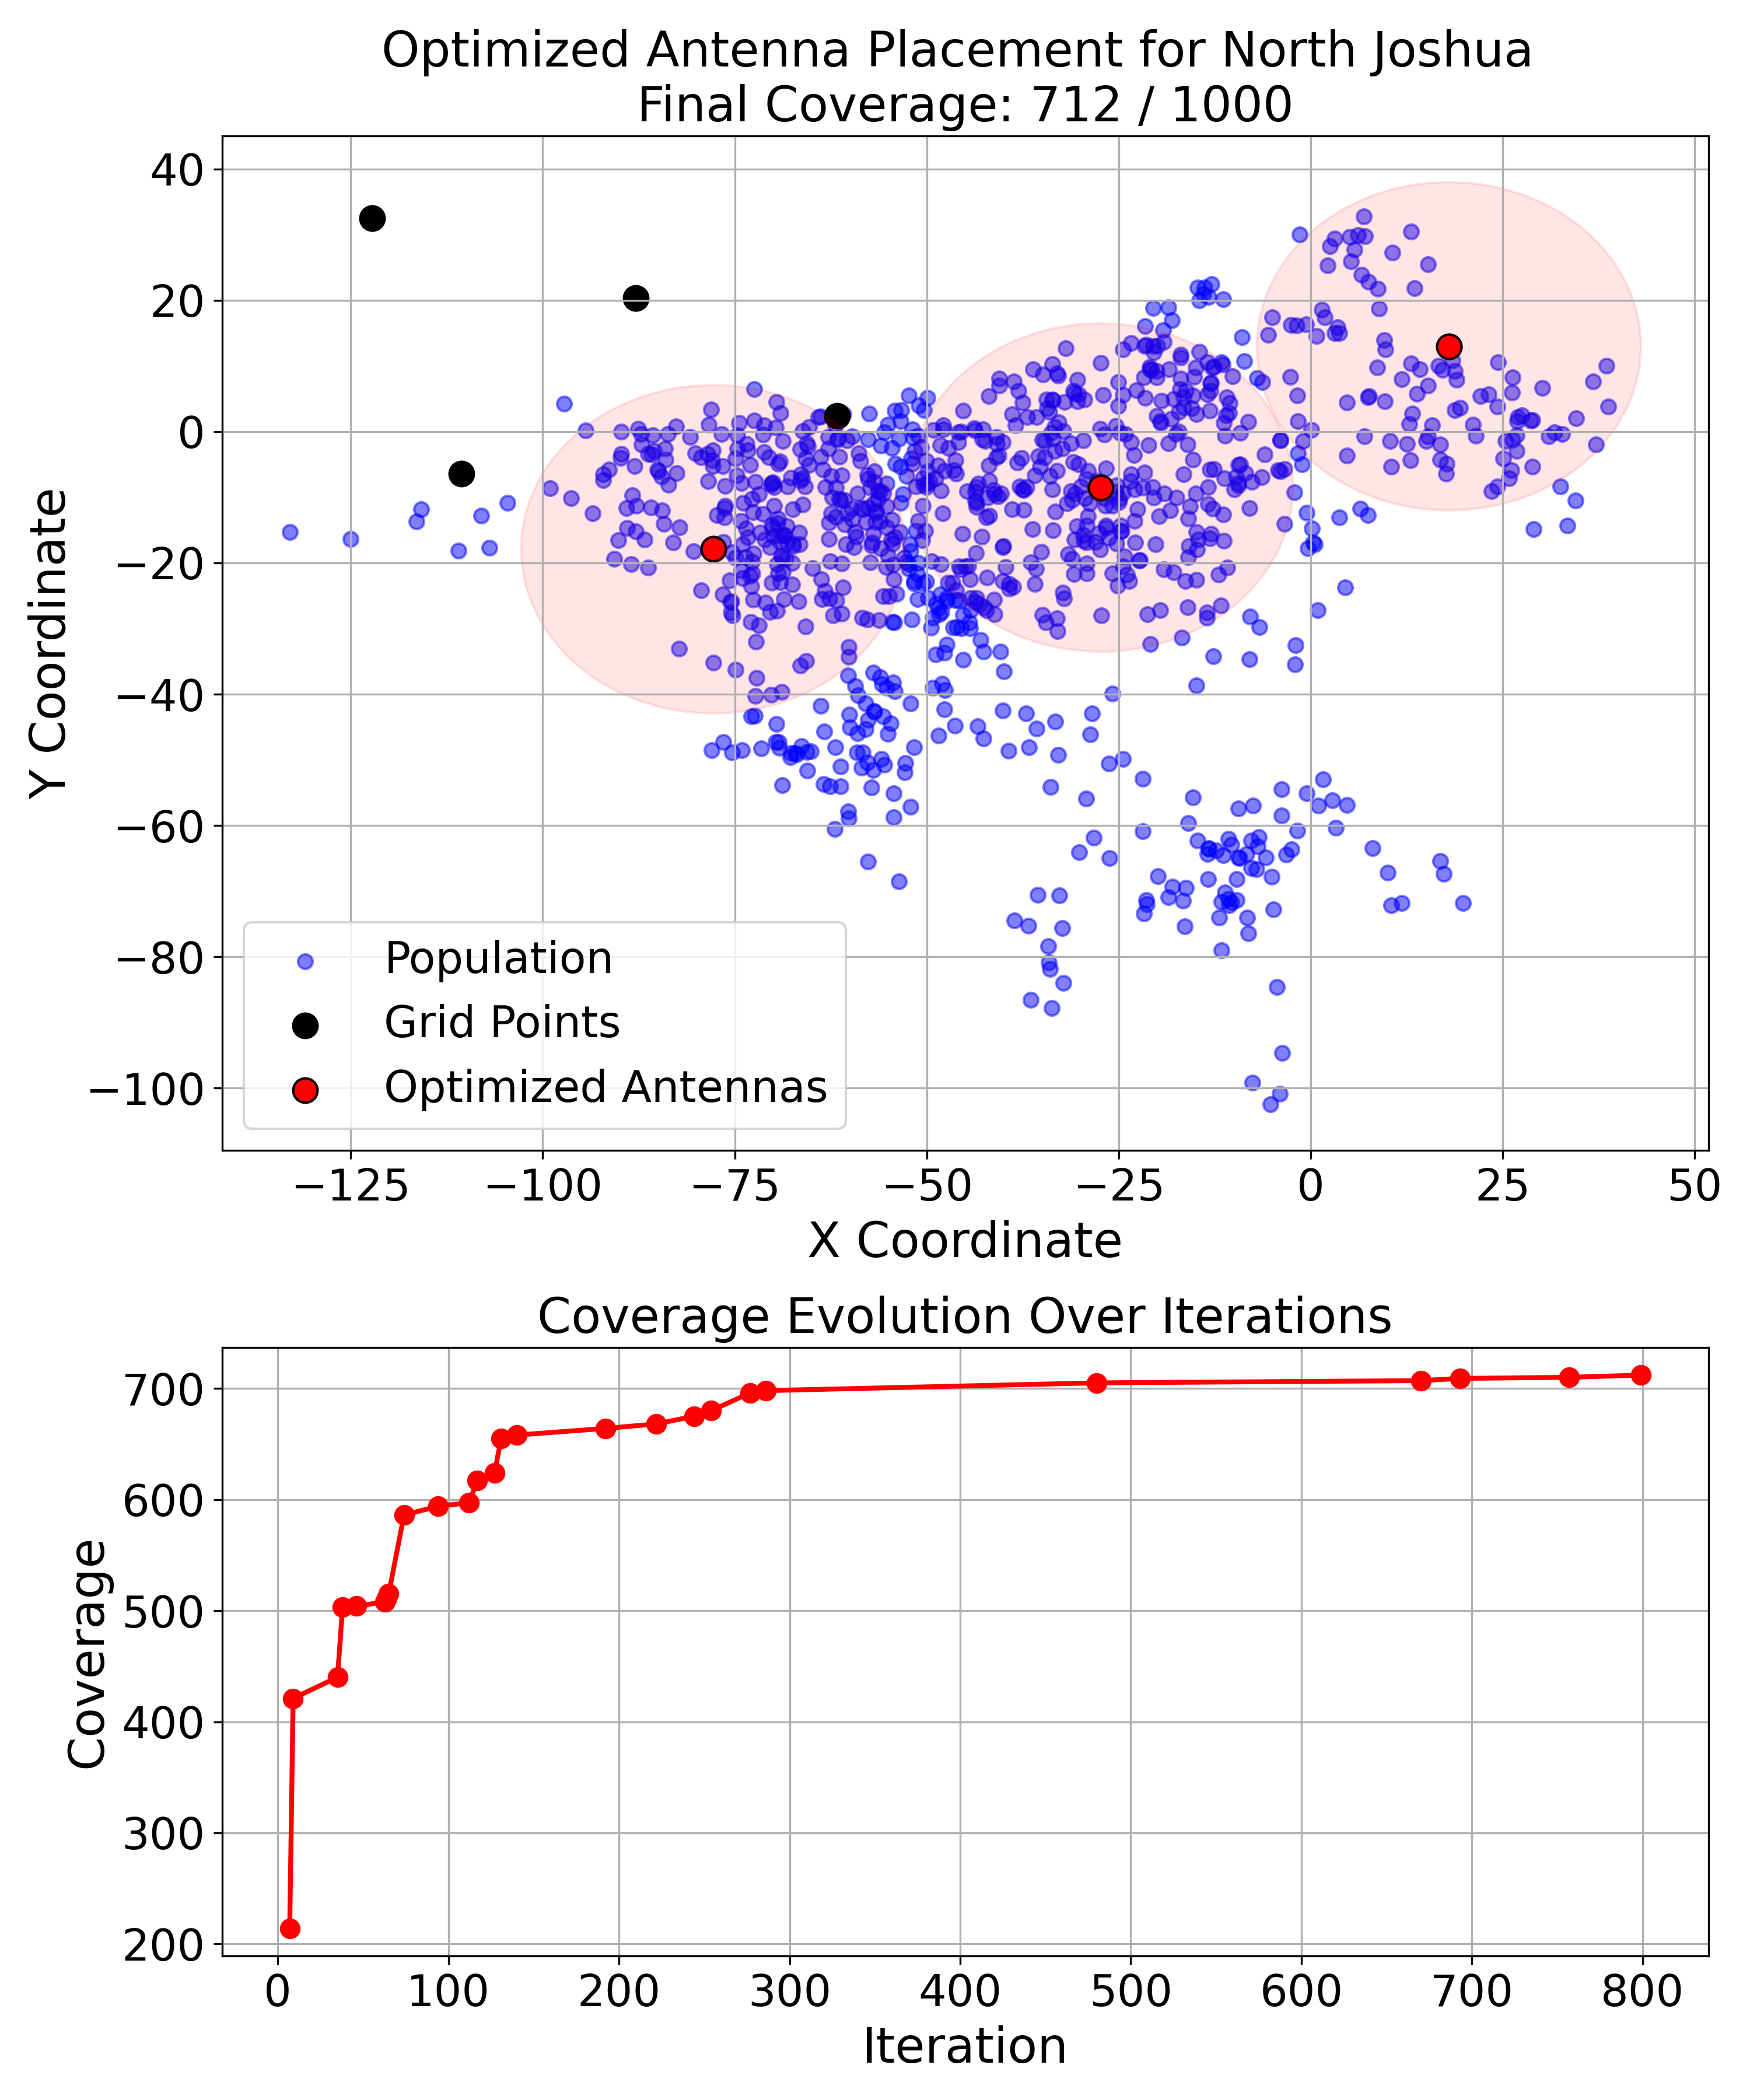 Optimized Antenna Placement for North Joshua
Final Coverage: 712 / 1000
40
20
0
−20
−40
−60
−80
−100
Y Coordinate
Population
Grid Points
Optimized Antennas
−125 −100 −75 −50 −25 0 25 50
X Coordinate
Coverage Evolution Over Iterations
700
600
500
400
300
200
Coverage
0 100 200 300 400 500 600 700 800
Iteration